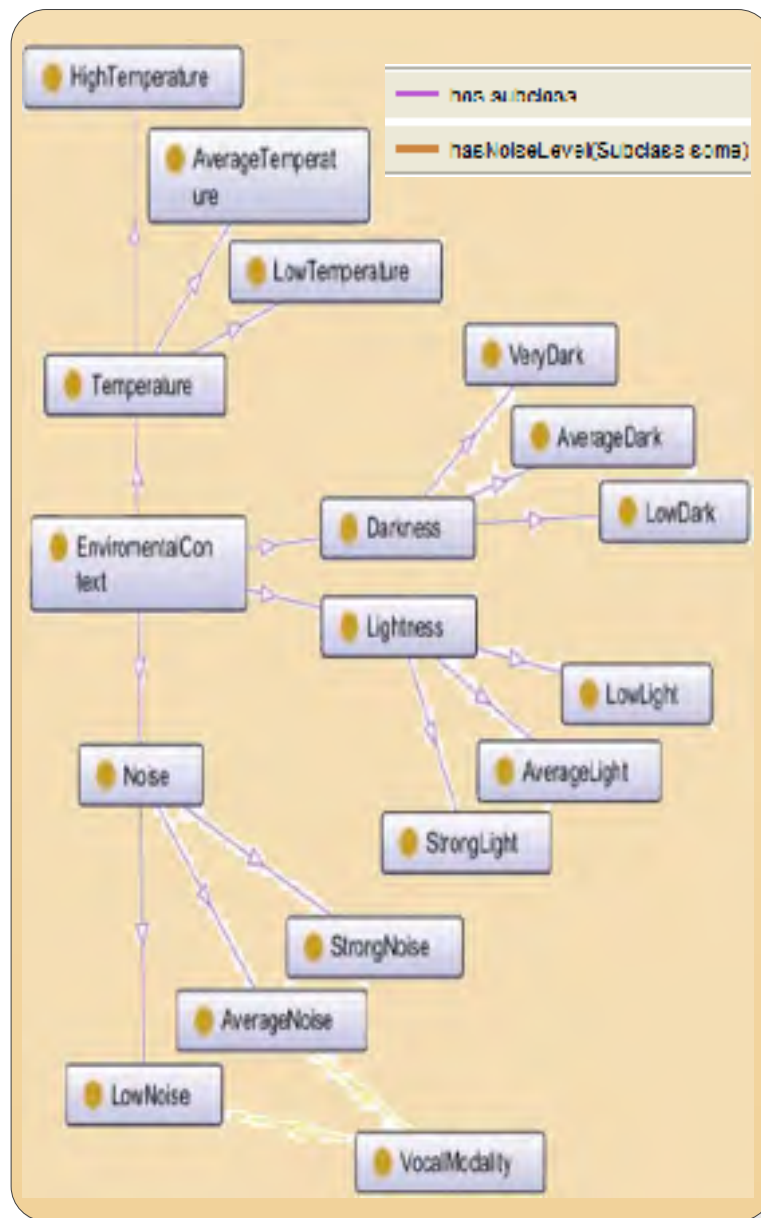 HighTemperature
has subclass
hasNoiseLevel(Subclass some)
AverageTemperat
ure
LowTemperature
VeryDark
Temperature
AverageDark
LowDark
Darkness
EnviromentalCon
text
Lightness
LowLight
AverageLight
Noise
StrongLight
StrongNoise
AverageNoise
LowNoise
VocalModality